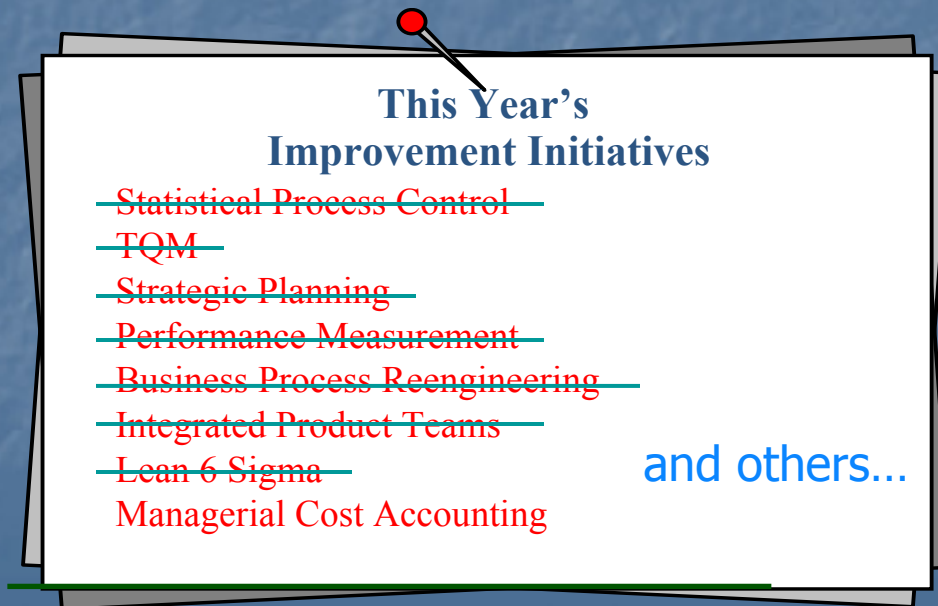 This Year's
Improvement Initiatives
Statistical Process Control
TQM
Strategic Planning
Performance Measurement
Business Process Reengineering
Integrated Product Teams
Lean 6 Sigma
and others…
Managerial Cost Accounting